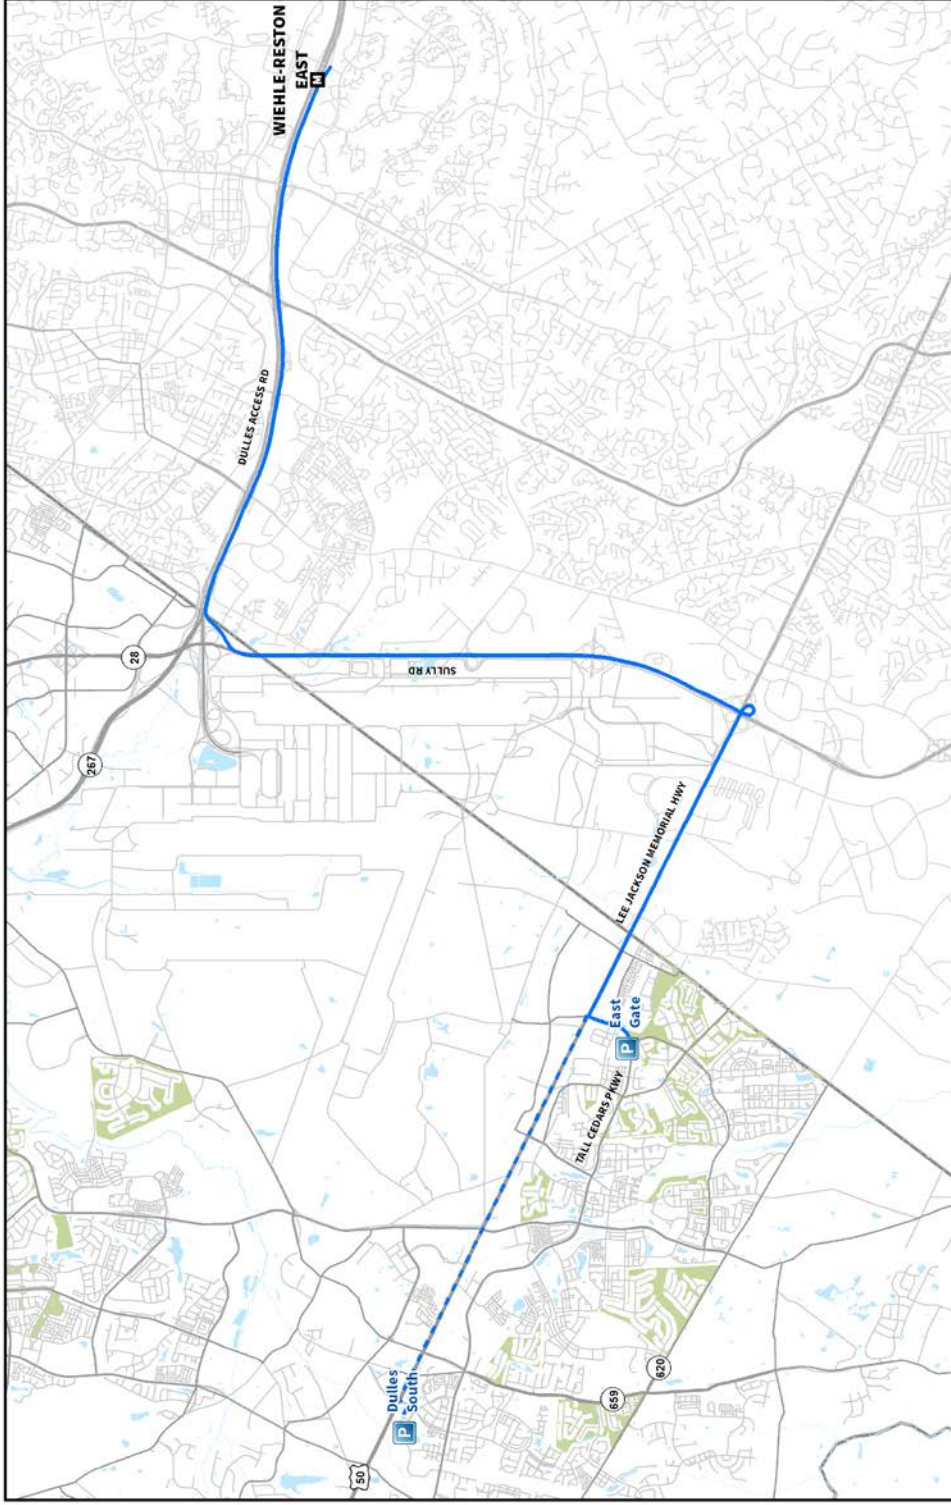 WIEHLE-RESTON
EAST
M
DULLES ACCESS RD
28
267
SULLY RD
LEE JACKSON MEMORIAL HWY
East
Gate
P
TALL CEDARS PKWY
Dulles
South
P
50
659
620